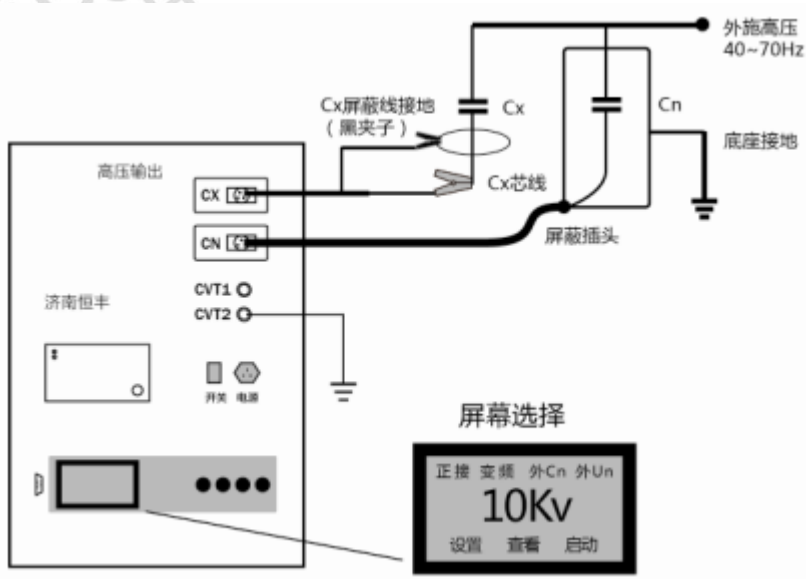 外施高压
40~70Hz
Cx屏蔽线接地
（黑夹子）
Cx
Cn
底座接地
高压输出
CX
Cx芯线
CN
屏蔽插头
济南恒丰
CVT1
CVT2
开关 电源
屏幕选择
正接 变频 外Cn 外Un
10Kv
设置 查看 启动